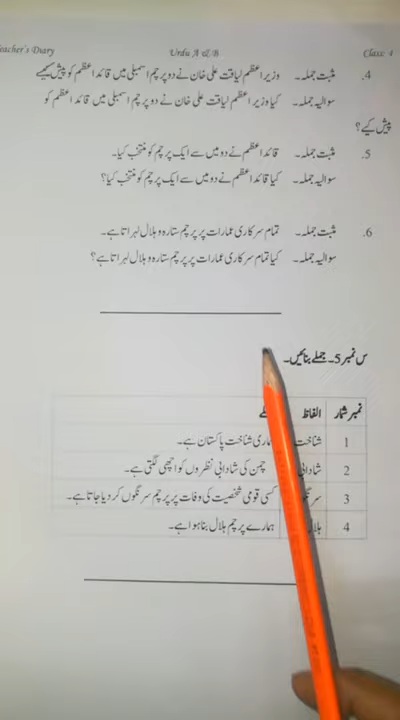 Teacher's Diary Urdu A & B Class: 4
4. مثبت جملہ۔ وزیر اعظم لیاقت علی خان نے دو پرچم اسمبلی میں قائد اعظم کو پیش کیے
سوالیہ جملہ۔ کیا وزیر اعظم لیاقت علی خان نے دو پرچم اسمبلی میں قائد اعظم کو
پیش کیے؟
5. مثبت جملہ۔ قائد اعظم نے دو میں سے ایک پرچم کو منتخب کیا۔
سوالیہ جملہ۔ کیا قائد اعظم نے دو میں سے ایک پرچم کو منتخب کیا؟
6. مثبت جملہ۔ تمام سرکاری عمارات پر پرچم ستارہ و ہلال لہراتا ہے۔
سوالیہ جملہ۔ کیا تمام سرکاری عمارات پر پرچم ستارہ و ہلال لہراتا ہے؟
س نمبر 5۔ جملے بنائیں۔
نمبر شمار الفاظ
1 شناخت ہماری شناخت پاکستان ہے۔
2 شادابی چمن کی شادابی نظروں کو اچھی لگتی ہے۔
3 کسی قومی شخصیت کی وفات پر پرچم سرنگوں کر دیا جاتا ہے۔
4 ہلال ہمارے پرچم ہلال بنا ہوا ہے۔